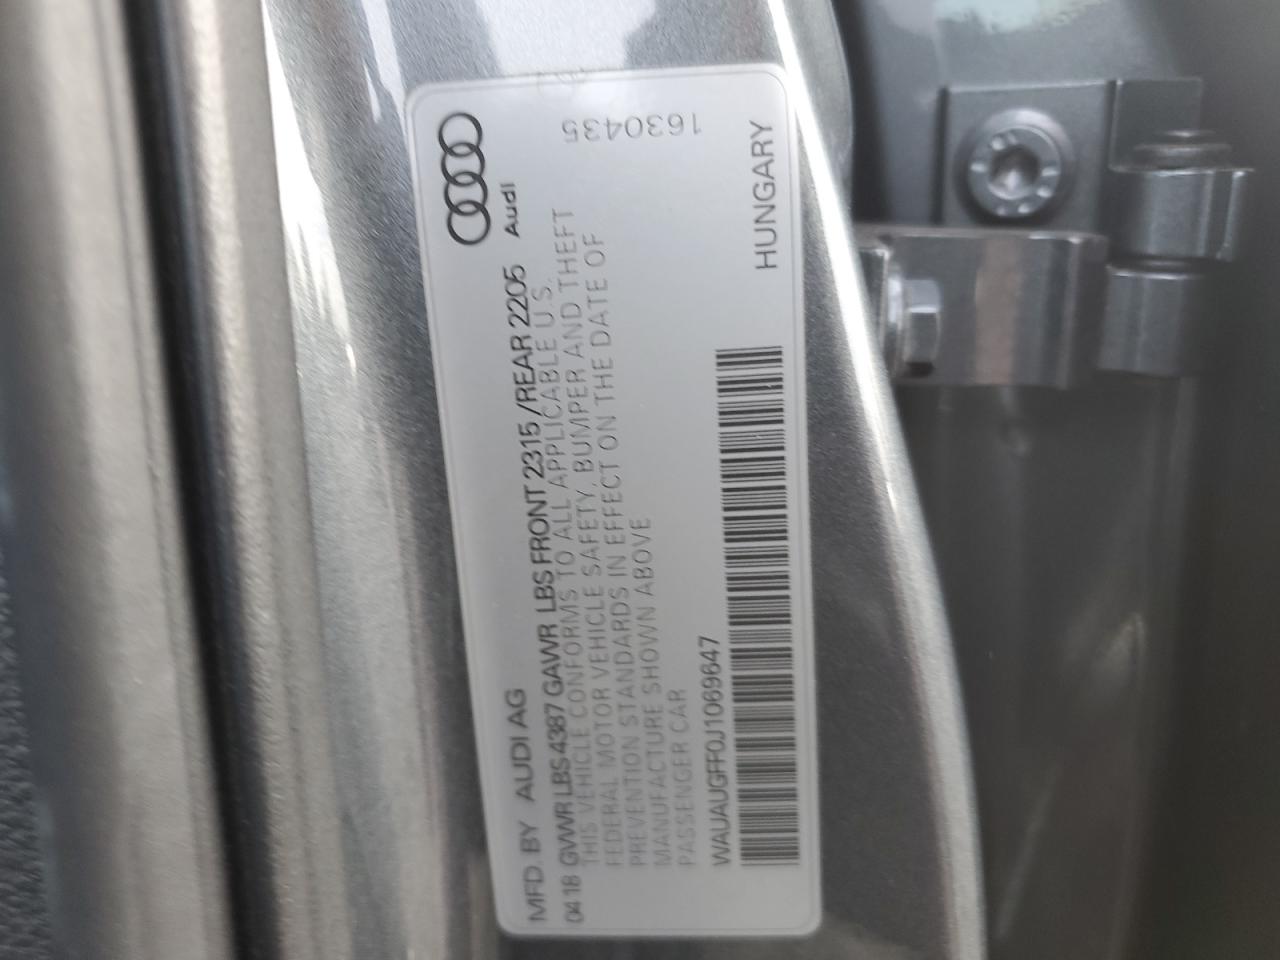 Audi
MFD. BY AUDI AG
04.18 GVWR LBS 4387 GAWR LBS FRONT 2315 / REAR 2205
THIS VEHICLE CONFORMS TO ALL APPLICABLE U.S.
FEDERAL MOTOR VEHICLE SAFETY, BUMPER AND THEFT
PREVENTION STANDARDS IN EFFECT ON THE DATE OF
MANUFACTURE SHOWN ABOVE
PASSENGER CAR
WAUAUGFF0J1069647
HUNGARY
1630435